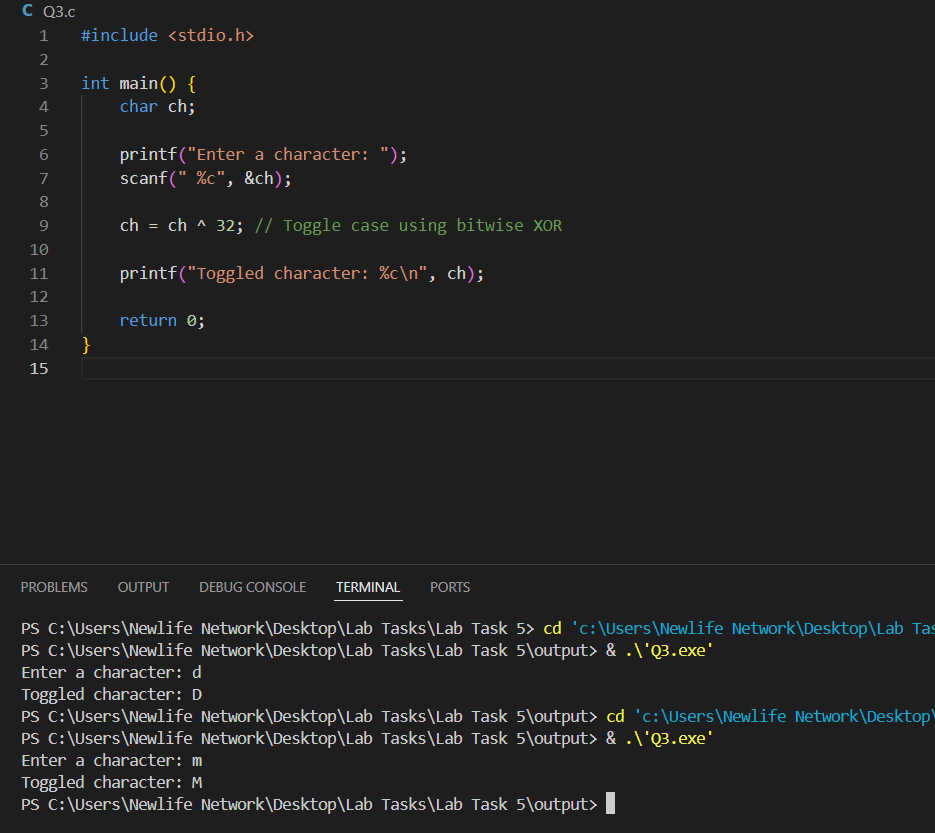 C Q3.c
1 #include <stdio.h>
2
3 int main() {
4     char ch;
5
6     printf("Enter a character: ");
7     scanf(" %c", &ch);
8
9     ch = ch ^ 32; // Toggle case using bitwise XOR
10
11     printf("Toggled character: %c\n", ch);
12
13     return 0;
14 }
15
PROBLEMS OUTPUT DEBUG CONSOLE TERMINAL PORTS
PS C:\Users\Newlife Network\Desktop\Lab Tasks\Lab Task 5> cd 'c:\Users\Newlife Network\Desktop\Lab Tas
PS C:\Users\Newlife Network\Desktop\Lab Tasks\Lab Task 5\output> & .\'Q3.exe'
Enter a character: d
Toggled character: D
PS C:\Users\Newlife Network\Desktop\Lab Tasks\Lab Task 5\output> cd 'c:\Users\Newlife Network\Desktop\
PS C:\Users\Newlife Network\Desktop\Lab Tasks\Lab Task 5\output> & .\'Q3.exe'
Enter a character: m
Toggled character: M
PS C:\Users\Newlife Network\Desktop\Lab Tasks\Lab Task 5\output>